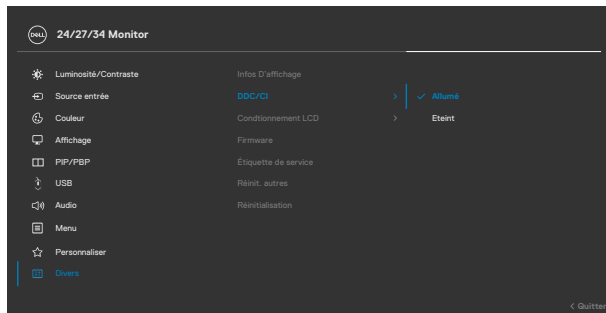 DELL 24/27/34 Monitor
Luminosité/Contraste
Source entrée
Couleur
Affichage
PIP/PBP
USB
Audio
Menu
Personnaliser
Divers
Infos D'affichage
DDC/CI
Condtionnement LCD
Firmware
Étiquette de service
Réinit. autres
Réinitialisation
Allumé
Eteint
Quitter